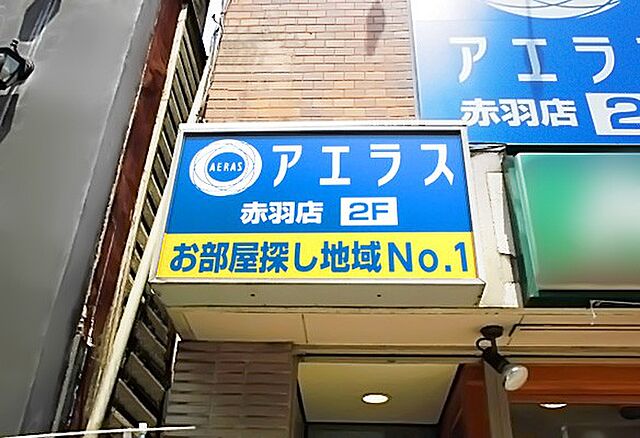 AERAS
アエラス
赤羽店 2F
お部屋探し地域No.1
アエラス
赤羽店 2